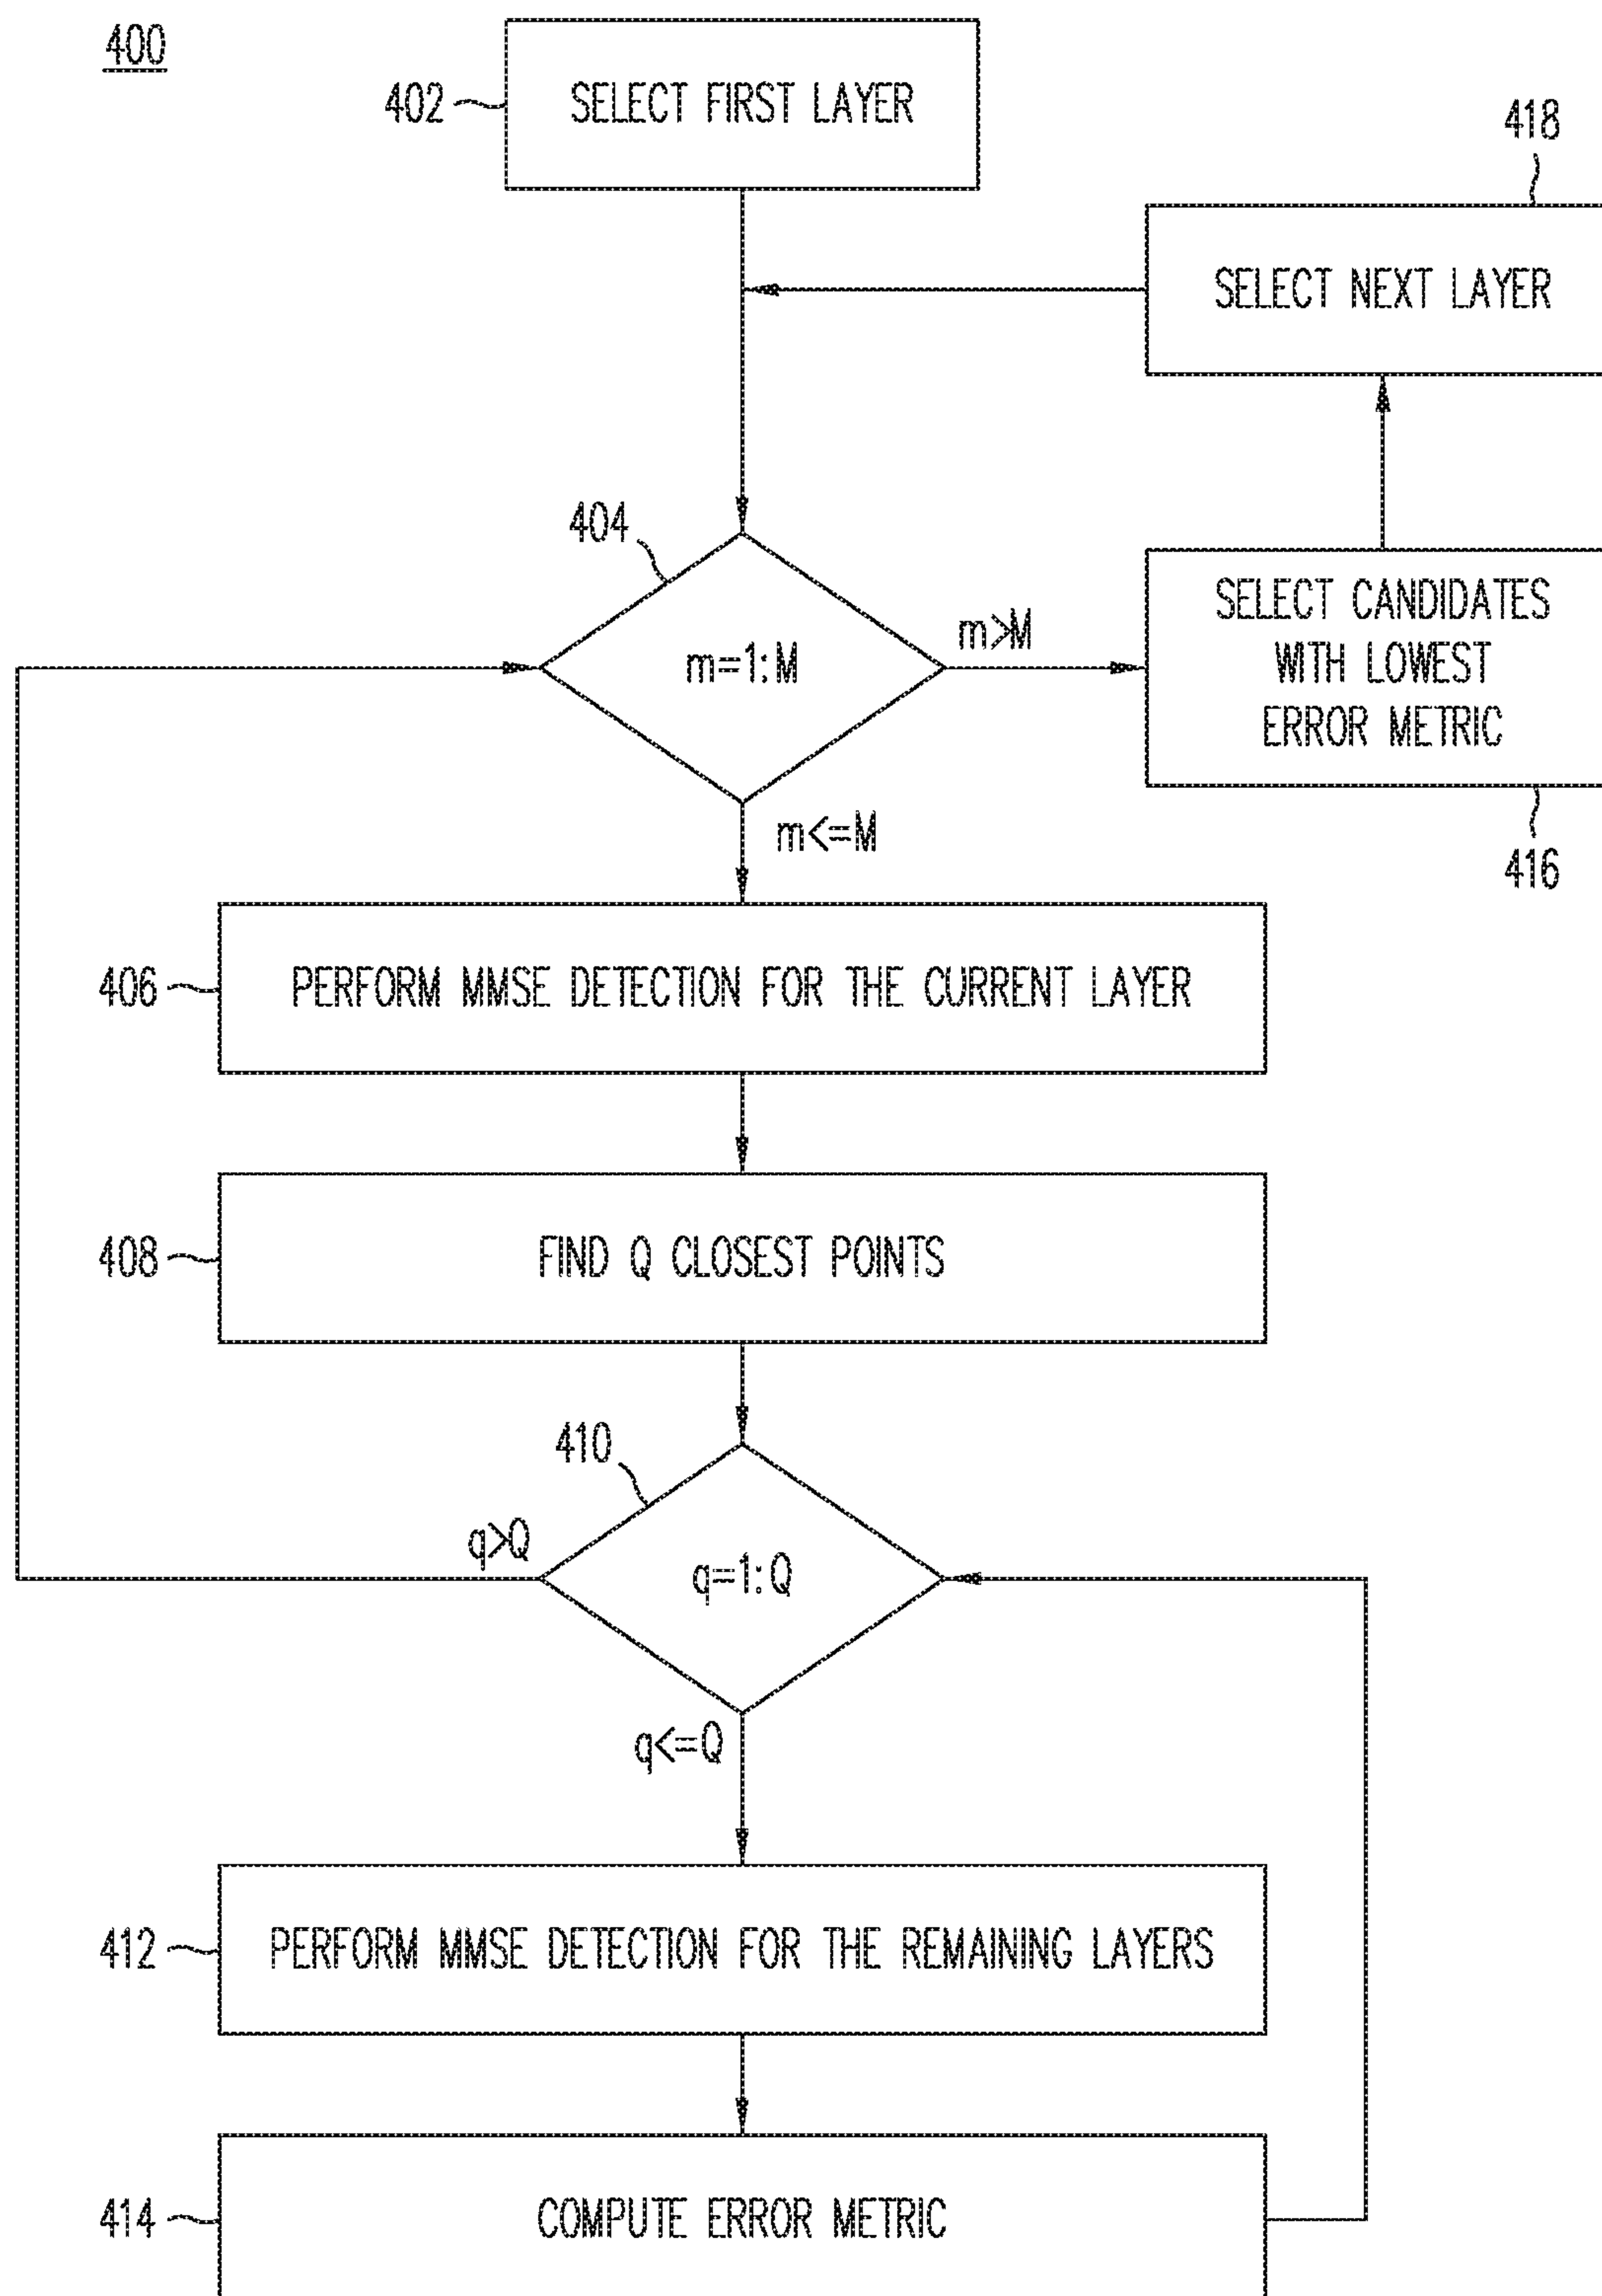 400
402
SELECT FIRST LAYER
418
SELECT NEXT LAYER
404
m=1:M
m>M
SELECT CANDIDATES
WITH LOWEST
ERROR METRIC
416
m<=M
406
PERFORM MMSE DETECTION FOR THE CURRENT LAYER
408
FIND Q CLOSEST POINTS
410
q>Q
q=1:Q
q<=Q
412
PERFORM MMSE DETECTION FOR THE REMAINING LAYERS
414
COMPUTE ERROR METRIC